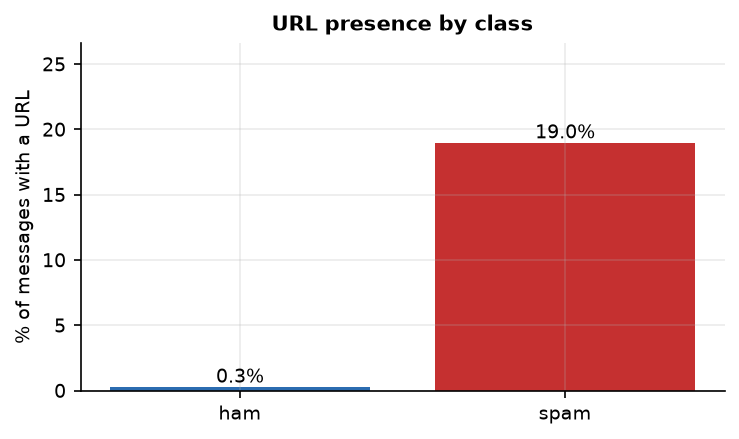 URL presence by class
% of messages with a URL
25
20
15
10
5
0
19.0%
0.3%
ham
spam